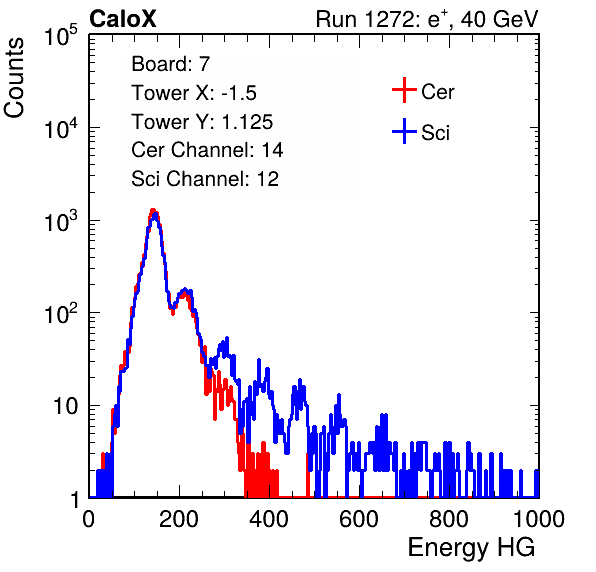 CaloX Run 1272: e⁺, 40 GeV
Counts
Board: 7
Tower X: -1.5
Tower Y: 1.125
Cer Channel: 14
Sci Channel: 12
Cer
Sci
10⁵
10⁴
10³
10²
10
1
0 200 400 600 800 1000
Energy HG